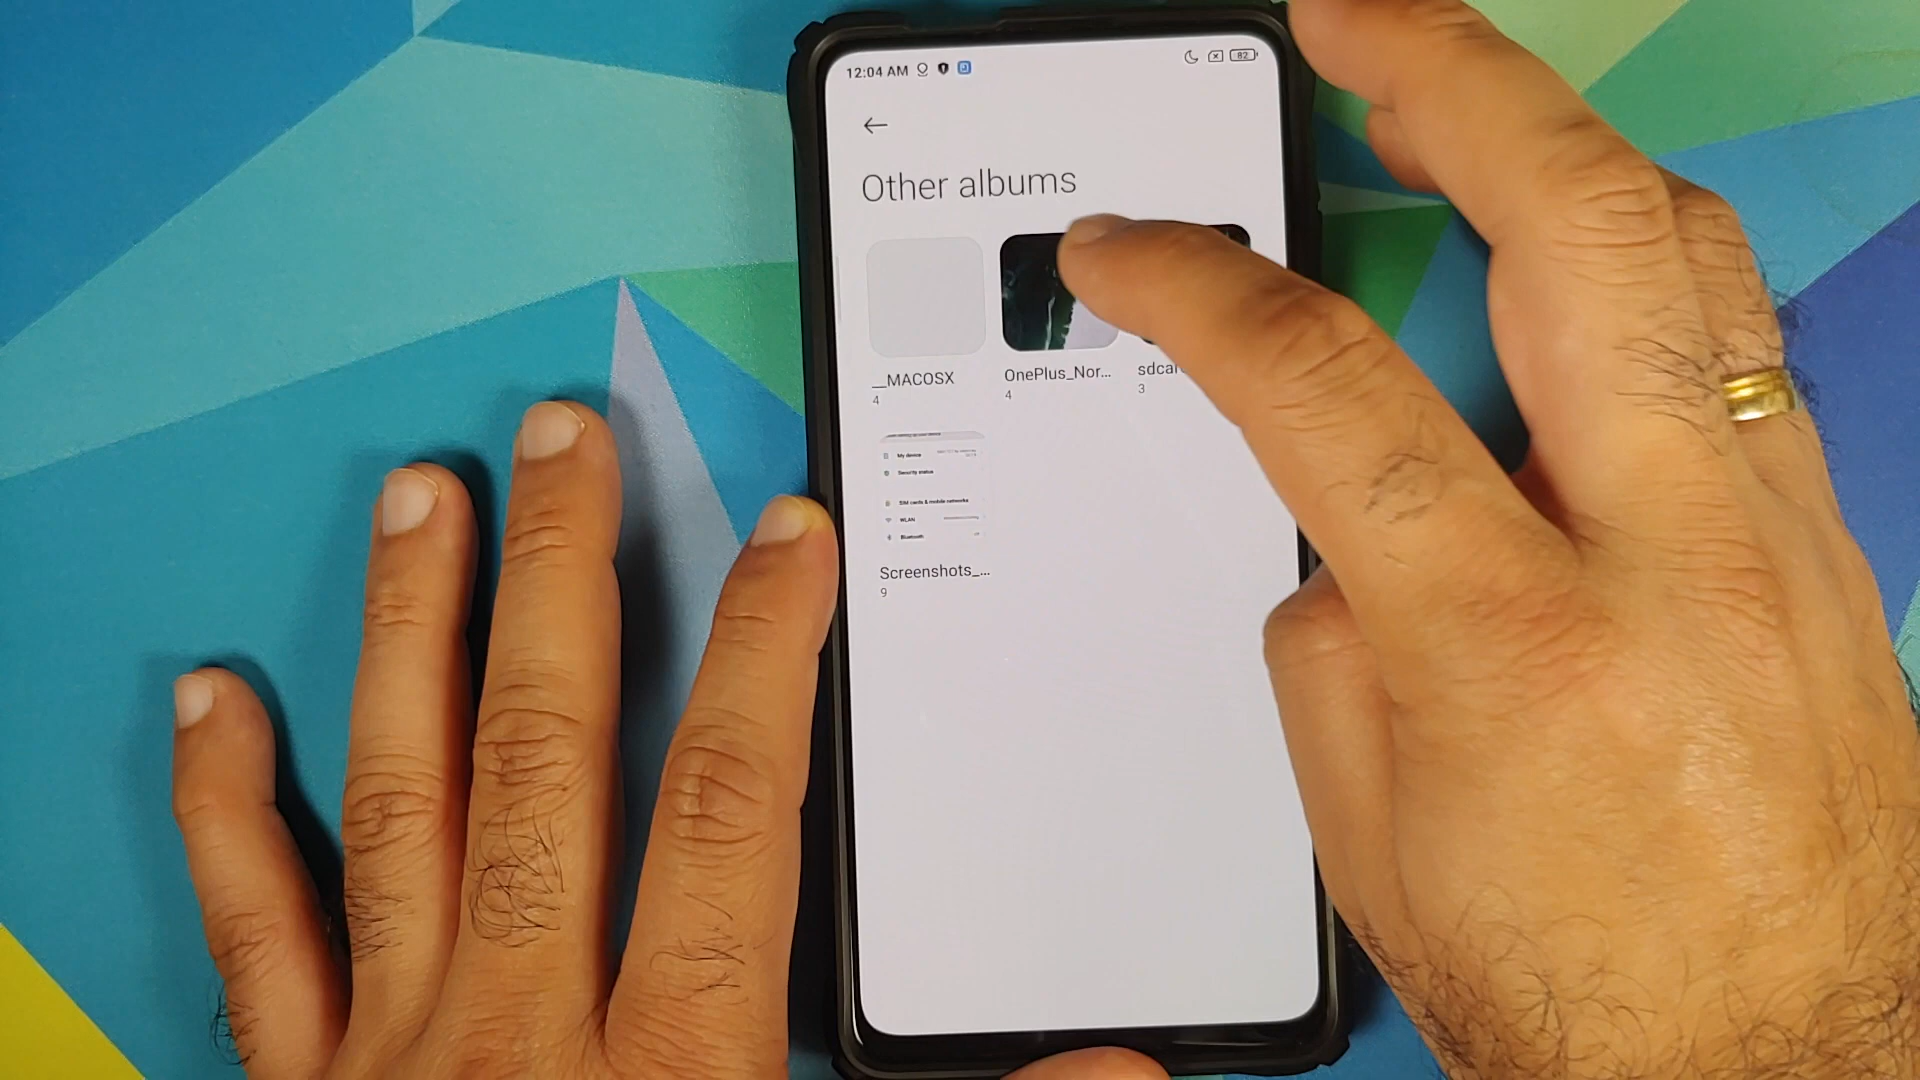 12:04 AM
82
Other albums
__MACOSX
4
OnePlus_Nor...
4
sdcar
3
My device
Security status
SIM cards & mobile networks
WLAN
Bluetooth
Screenshots_...
9